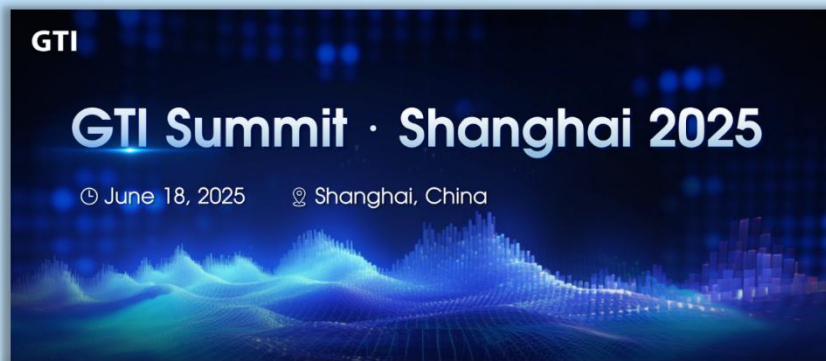 GTI
GTI Summit · Shanghai 2025
June 18, 2025 Shanghai, China